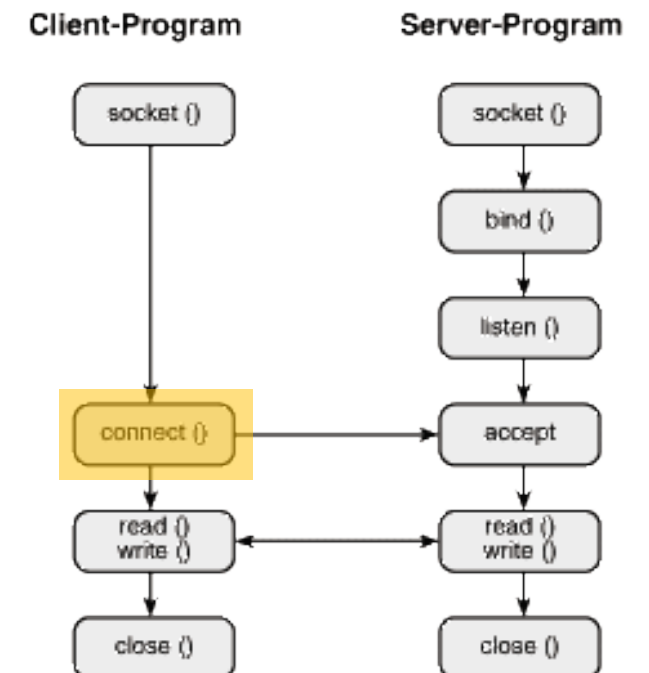 Client-Program
Server-Program
socket ()
socket ()
bind ()
listen ()
connect ()
accept
read ()
write ()
read ()
write ()
close ()
close ()